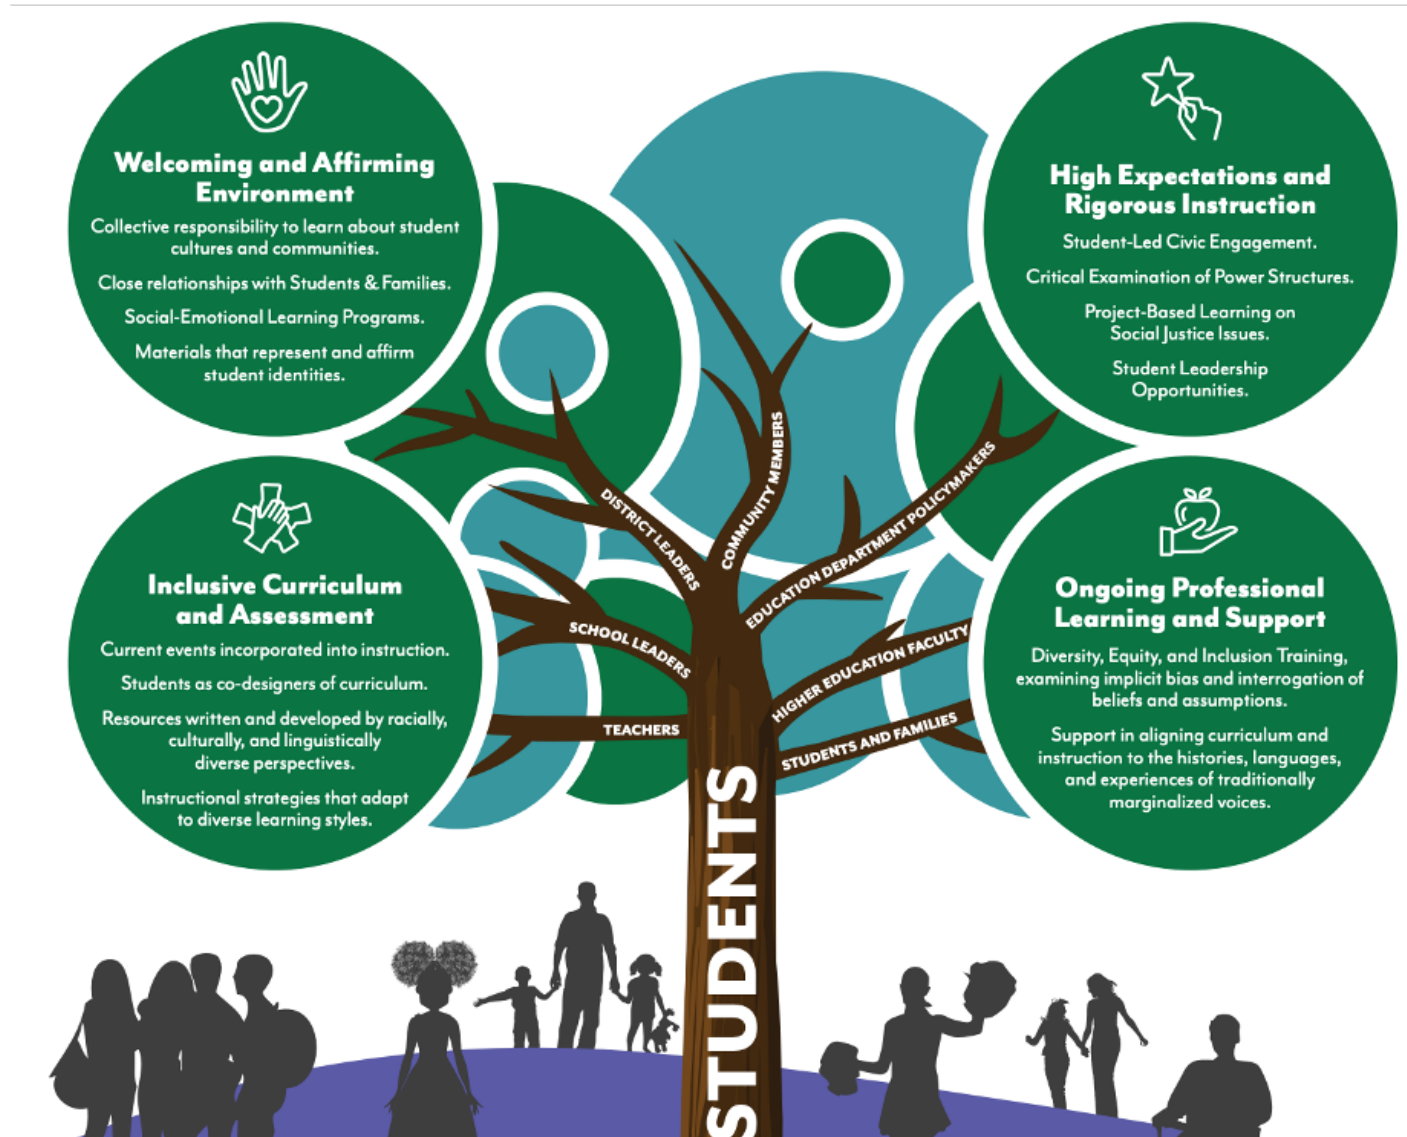 Welcoming and Affirming
Environment
Collective responsibility to learn about student
cultures and communities.
Close relationships with Students & Families.
Social-Emotional Learning Programs.
Materials that represent and affirm
student identities.
High Expectations and
Rigorous Instruction
Student-Led Civic Engagement.
Critical Examination of Power Structures.
Project-Based Learning on
Social Justice Issues.
Student Leadership
Opportunities.
Inclusive Curriculum
and Assessment
Current events incorporated into instruction.
Students as co-designers of curriculum.
Resources written and developed by racially,
culturally, and linguistically
diverse perspectives.
Instructional strategies that adapt
to diverse learning styles.
Ongoing Professional
Learning and Support
Diversity, Equity, and Inclusion Training,
examining implicit bias and interrogation of
beliefs and assumptions.
Support in aligning curriculum and
instruction to the histories, languages,
and experiences of traditionally
marginalized voices.
DISTRICT LEADERS
COMMUNITY MEMBERS
EDUCATION DEPARTMENT POLICYMAKERS
SCHOOL LEADERS
HIGHER EDUCATION FACULTY
TEACHERS
STUDENTS AND FAMILIES
STUDENTS